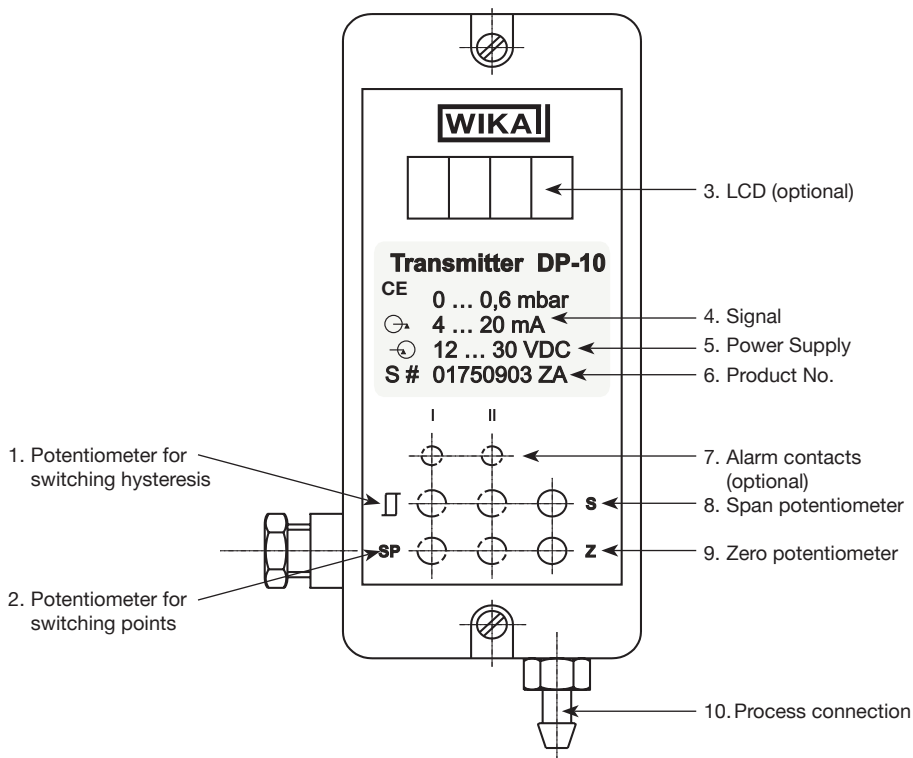 WIKA
3. LCD (optional)
Transmitter DP-10
CE
0 ... 0,6 mbar
4 ... 20 mA
4. Signal
12 ... 30 VDC
5. Power Supply
S # 01750903 ZA
6. Product No.
I II
1. Potentiometer for
switching hysteresis
7. Alarm contacts
(optional)
S
8. Span potentiometer
SP
Z
9. Zero potentiometer
2. Potentiometer for
switching points
10. Process connection